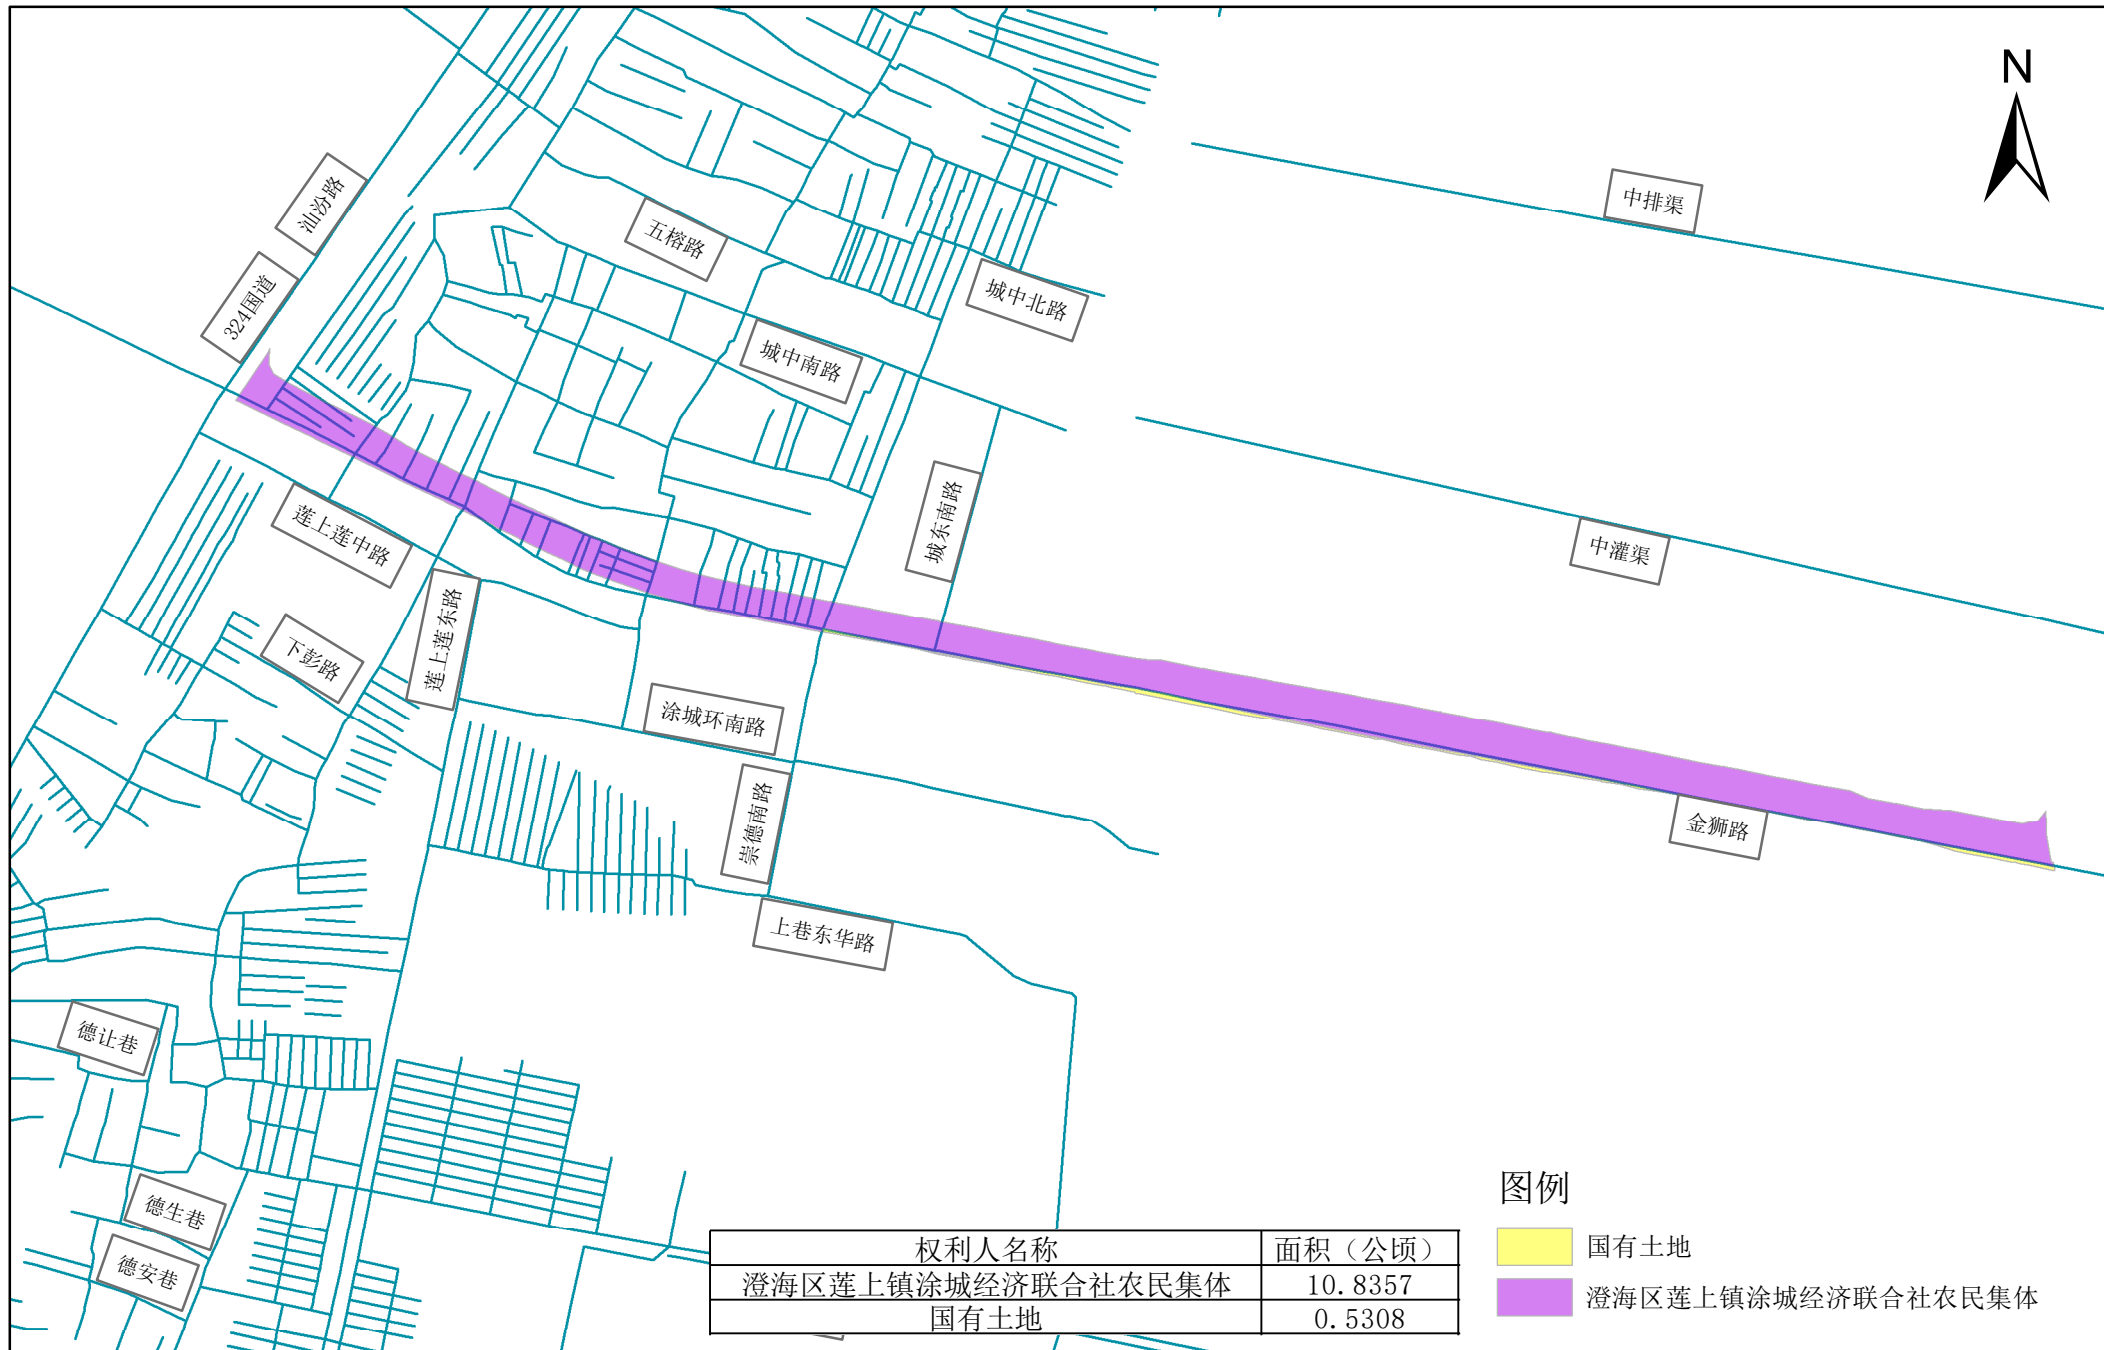 N
中排渠
汕汾路
五榕路
324国道
城中北路
城中南路
莲上莲中路
城东南路
中灌渠
下彭路
莲上莲东路
涂城环南路
崇德南路
金狮路
上巷东华路
德让巷
德生巷
德安巷
图例
国有土地
澄海区莲上镇涂城经济联合社农民集体
权利人名称 面积（公顷）
澄海区莲上镇涂城经济联合社农民集体 10.8357
国有土地 0.5308